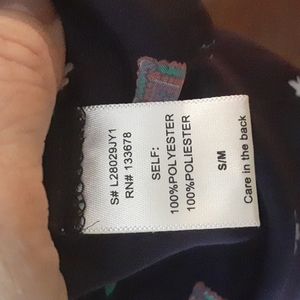 S# L28029JY1
RN# 133678
SELF:
100%POLYESTER
100%POLIESTER
S/M
Care in the back